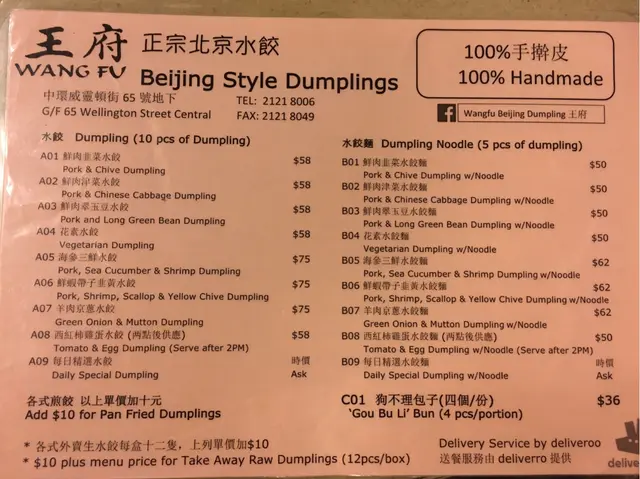 王府 正宗北京水餃
WANG FU Beijing Style Dumplings
100%手擀皮
100% Handmade
中環威靈頓街 65 號地下
G/F 65 Wellington Street Central
TEL: 2121 8006
FAX: 2121 8049
Wangfu Beijing Dumpling 王府
水餃 Dumpling (10 pcs of Dumpling)
A01 鮮肉韭菜水餃 $58
Pork & Chive Dumpling
A02 鮮肉津菜水餃 $58
Pork & Chinese Cabbage Dumpling
A03 鮮肉翠玉豆水餃 $58
Pork and Long Green Bean Dumpling
A04 花素水餃 $58
Vegetarian Dumpling
A05 海參三鮮水餃 $75
Pork, Sea Cucumber & Shrimp Dumpling
A06 鮮蝦帶子韭黃水餃 $75
Pork, Shrimp, Scallop & Yellow Chive Dumpling
A07 羊肉京蔥水餃 $75
Green Onion & Mutton Dumpling
A08 西紅柿雞蛋水餃 (两點後供應) $58
Tomato & Egg Dumpling (Serve after 2PM)
A09 每日精選水餃 時價
Daily Special Dumpling Ask
各式煎餃 以上單價加十元
Add $10 for Pan Fried Dumplings
水餃麵 Dumpling Noodle (5 pcs of dumpling)
B01 鮮肉韭菜水餃麵 $50
Pork & Chive Dumpling w/Noodle
B02 鮮肉津菜水餃麵 $50
Pork & Chinese Cabbage Dumpling w/Noodle
B03 鮮肉翠玉豆水餃麵 $50
Pork & Long Green Bean Dumpling w/Noodle
B04 花素水餃麵 $50
Vegetarian Dumpling w/Noodle
B05 海參三鮮水餃麵 $62
Pork, Sea Cucumber & Shrimp Dumpling w/Noodle
B06 鮮蝦帶子韭黃水餃麵 $62
Pork, Shrimp, Scallop & Yellow Chive Dumpling w/Noodle
B07 羊肉京蔥水餃麵 $62
Green Onion & Mutton Dumpling w/Noodle
B08 西紅柿雞蛋水餃麵 (两點後供應) $50
Tomato & Egg Dumpling w/Noodle (Serve after 2PM)
B09 每日精選水餃麵 時價
Daily Special Dumpling w/Noodle Ask
C01 狗不理包子(四個/份) $36
‘Gou Bu Li’ Bun (4 pcs/portion)
* 各式外賣生水餃每盒十二隻，上列單價加$10
* $10 plus menu price for Take Away Raw Dumplings (12pcs/box)
Delivery Service by deliveroo
送餐服務由 deliverro 提供
delive